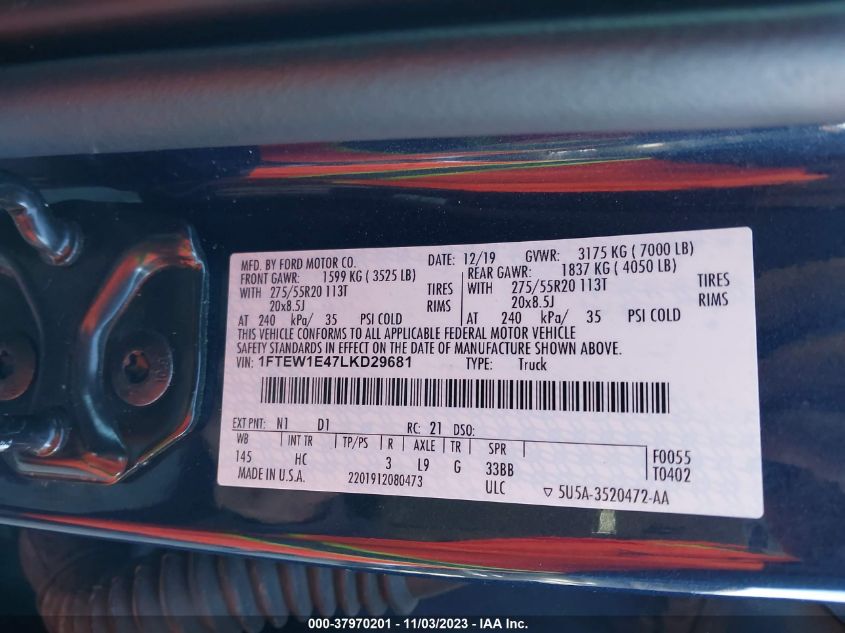 MFD. BY FORD MOTOR CO. DATE: 12/19 GVWR: 3175 KG ( 7000 LB)
FRONT GAWR: 1599 KG ( 3525 LB) REAR GAWR: 1837 KG ( 4050 LB)
WITH 275/55R20 113T TIRES WITH 275/55R20 113T TIRES
20x8.5J RIMS 20x8.5J RIMS
AT 240 kPa/ 35 PSI COLD AT 240 kPa/ 35 PSI COLD
THIS VEHICLE CONFORMS TO ALL APPLICABLE FEDERAL MOTOR VEHICLE
SAFETY STANDARDS IN EFFECT ON THE DATE OF MANUFACTURE SHOWN ABOVE.
VIN: 1FTEW1E47LKD29681 TYPE: Truck
EXT PNT: N1 D1 RC: 21 DSO:
WB INT TR TP/PS R AXLE TR SPR F0055
145 HC 3 L9 G 33BB T0402
MADE IN U.S.A. 2201912080473 ULC ▽ 5U5A-3520472-AA
000-37970201 - 11/03/2023 - IAA Inc.